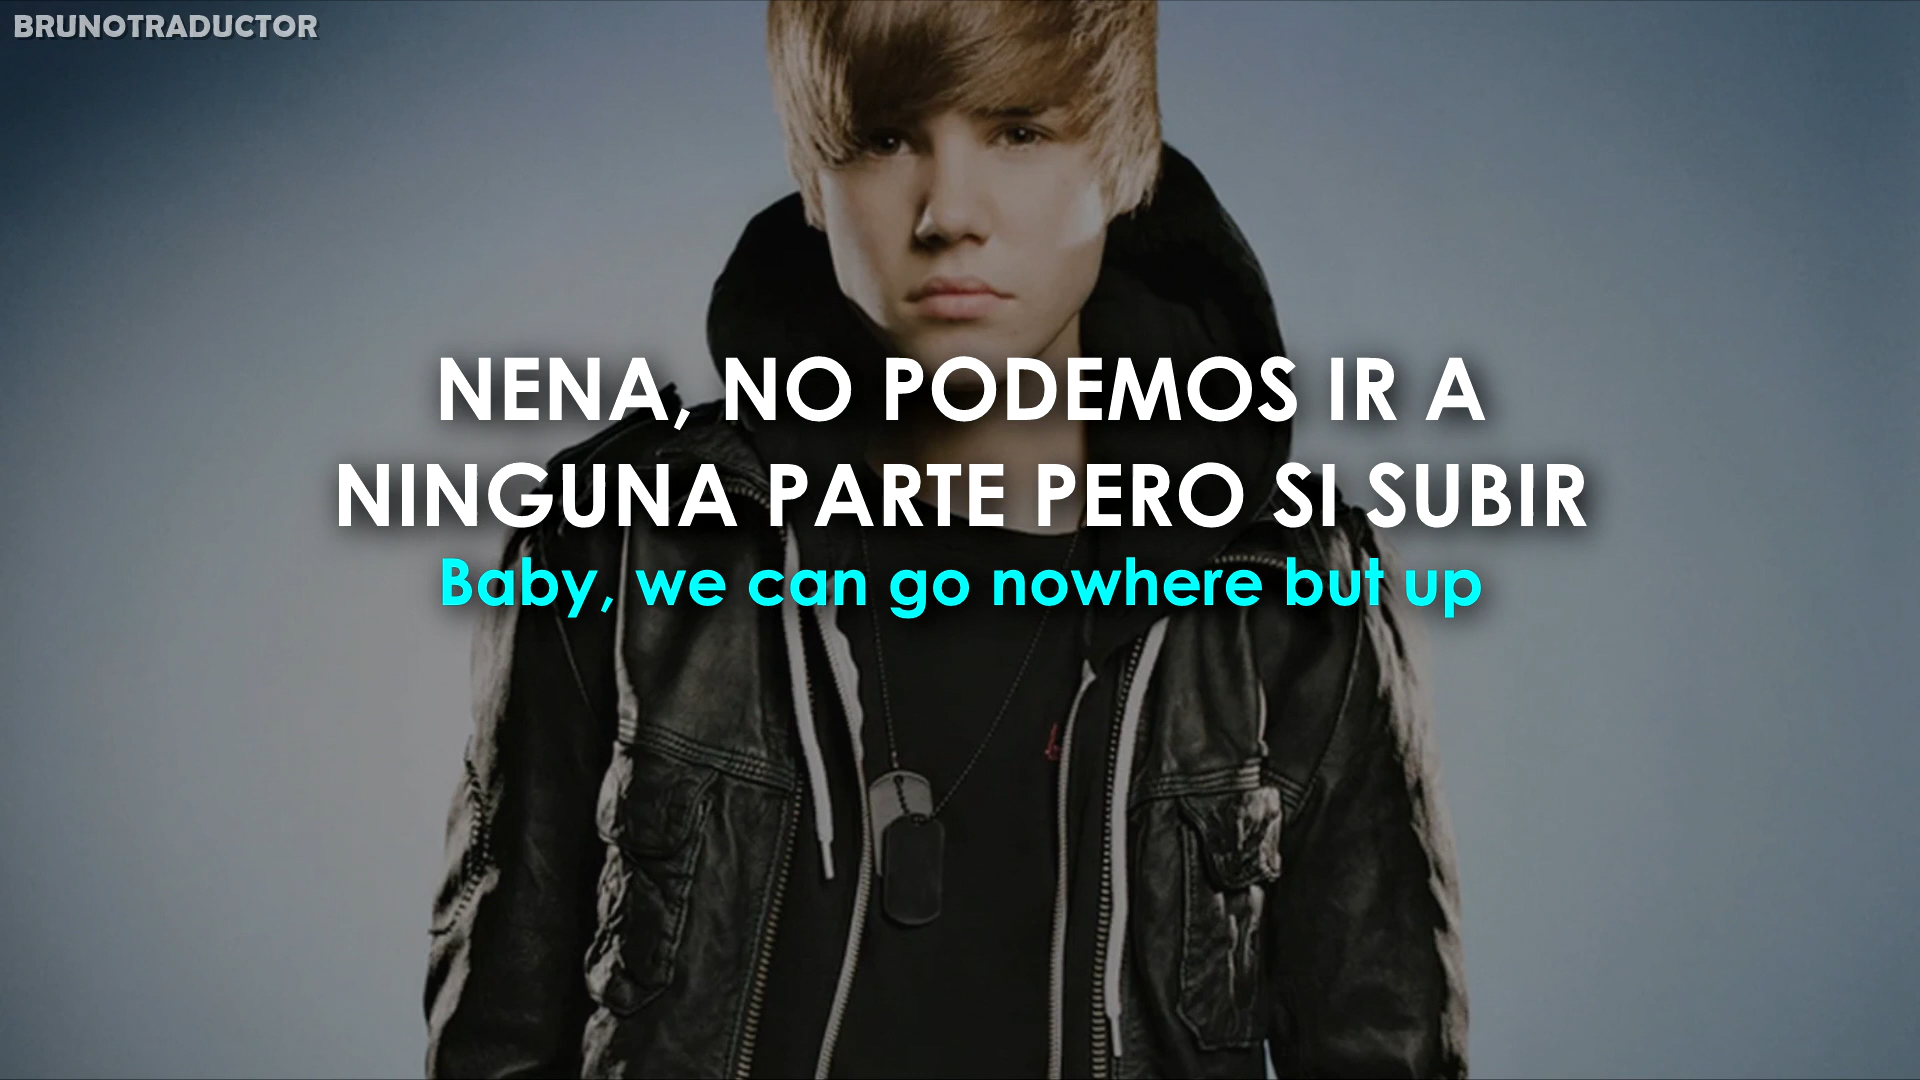 BRUNOTRADUCTOR
NENA, NO PODEMOS IR A
NINGUNA PARTE PERO SI SUBIR
Baby, we can go nowhere but up